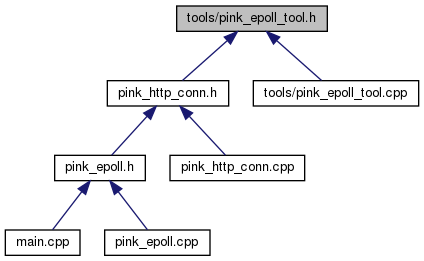 tools/pink_epoll_tool.h
pink_http_conn.h
tools/pink_epoll_tool.cpp
pink_epoll.h
pink_http_conn.cpp
main.cpp
pink_epoll.cpp